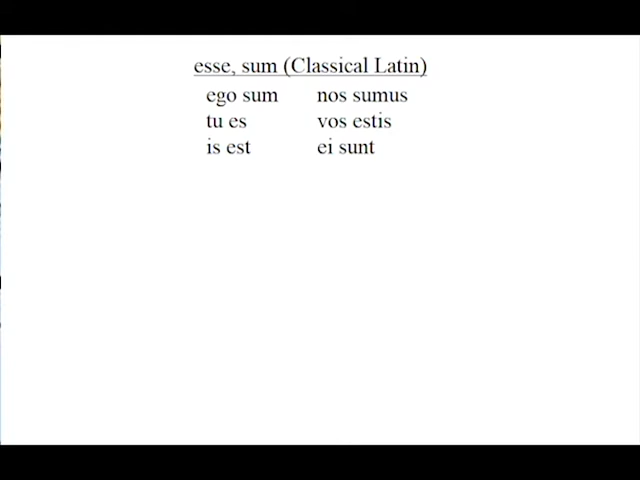 esse, sum (Classical Latin)
ego sum nos sumus
tu es vos estis
is est ei sunt